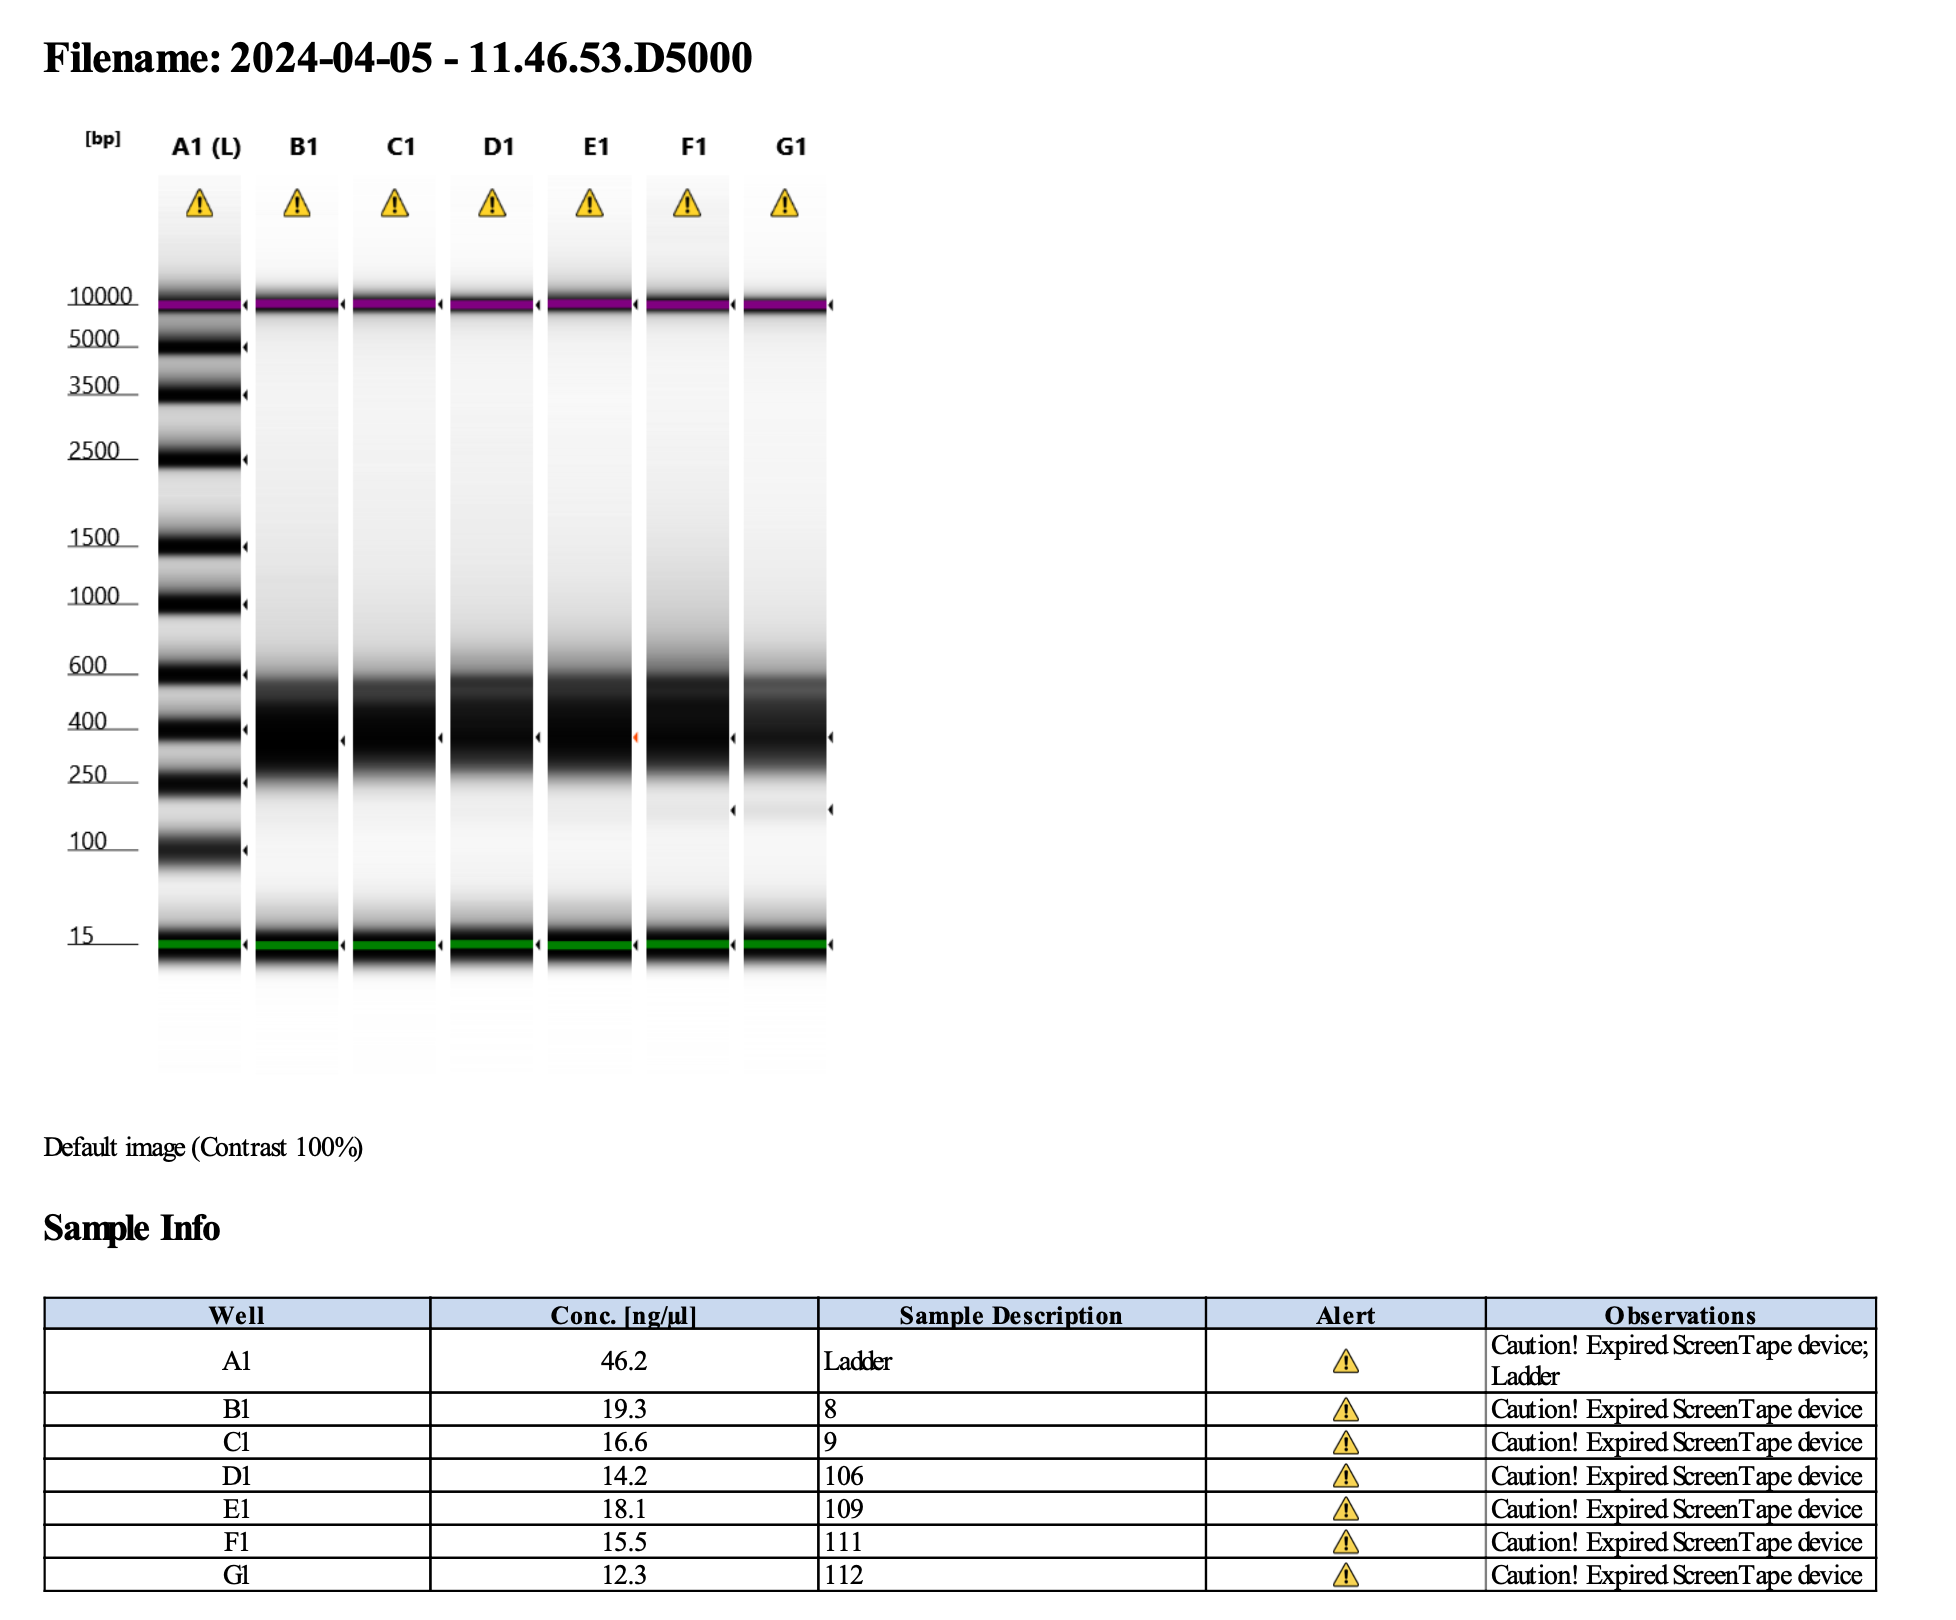 Filename: 2024-04-05 - 11.46.53.D5000
[bp] A1 (L) B1 C1 D1 E1 F1 G1
10000
5000
3500
2500
1500
1000
600
400
250
100
15
Default image (Contrast 100%)
Sample Info
Well Conc. [ng/µl] Sample Description Alert Observations
A1 46.2 Ladder Caution! Expired ScreenTape device;
Ladder
B1 19.3 8 Caution! Expired ScreenTape device
C1 16.6 9 Caution! Expired ScreenTape device
D1 14.2 106 Caution! Expired ScreenTape device
E1 18.1 109 Caution! Expired ScreenTape device
F1 15.5 111 Caution! Expired ScreenTape device
G1 12.3 112 Caution! Expired ScreenTape device